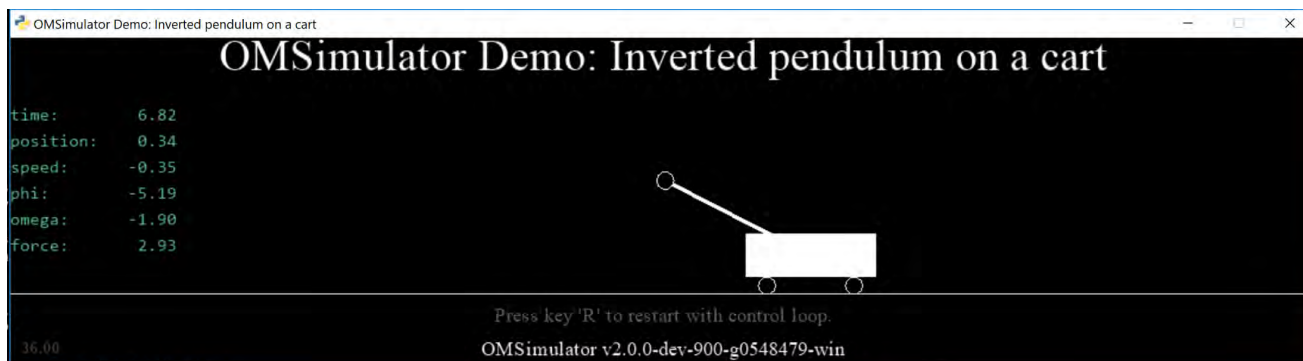 OMSimulator Demo: Inverted pendulum on a cart
OMSimulator Demo: Inverted pendulum on a cart
time: 6.82
position: 0.34
speed: -0.35
phi: -5.19
omega: -1.90
force: 2.93
Press key 'R' to restart with control loop.
36.00
OMSimulator v2.0.0-dev-900-g0548479-win